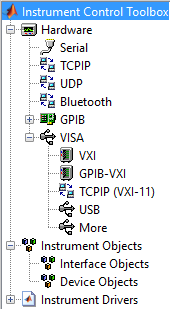 Instrument Control Toolbox
Hardware
Serial
TCPIP
UDP
Bluetooth
GPIB
VISA
VXI
GPIB-VXI
TCPIP (VXI-11)
USB
More
Instrument Objects
Interface Objects
Device Objects
Instrument Drivers